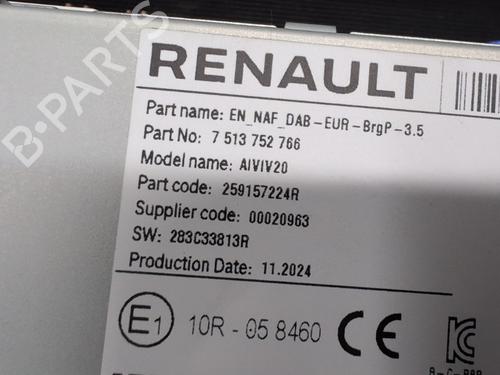 B-PARTS
RENAULT
Part name: EN_NAF_DAB-EUR-BrgP-3.5
Part No: 7 513 752 766
Model name: AIVIV20
Part code: 259157224R
Supplier code: 00020963
SW: 283C33813R
Production Date: 11.2024
E1 10R - 05 8460 CE